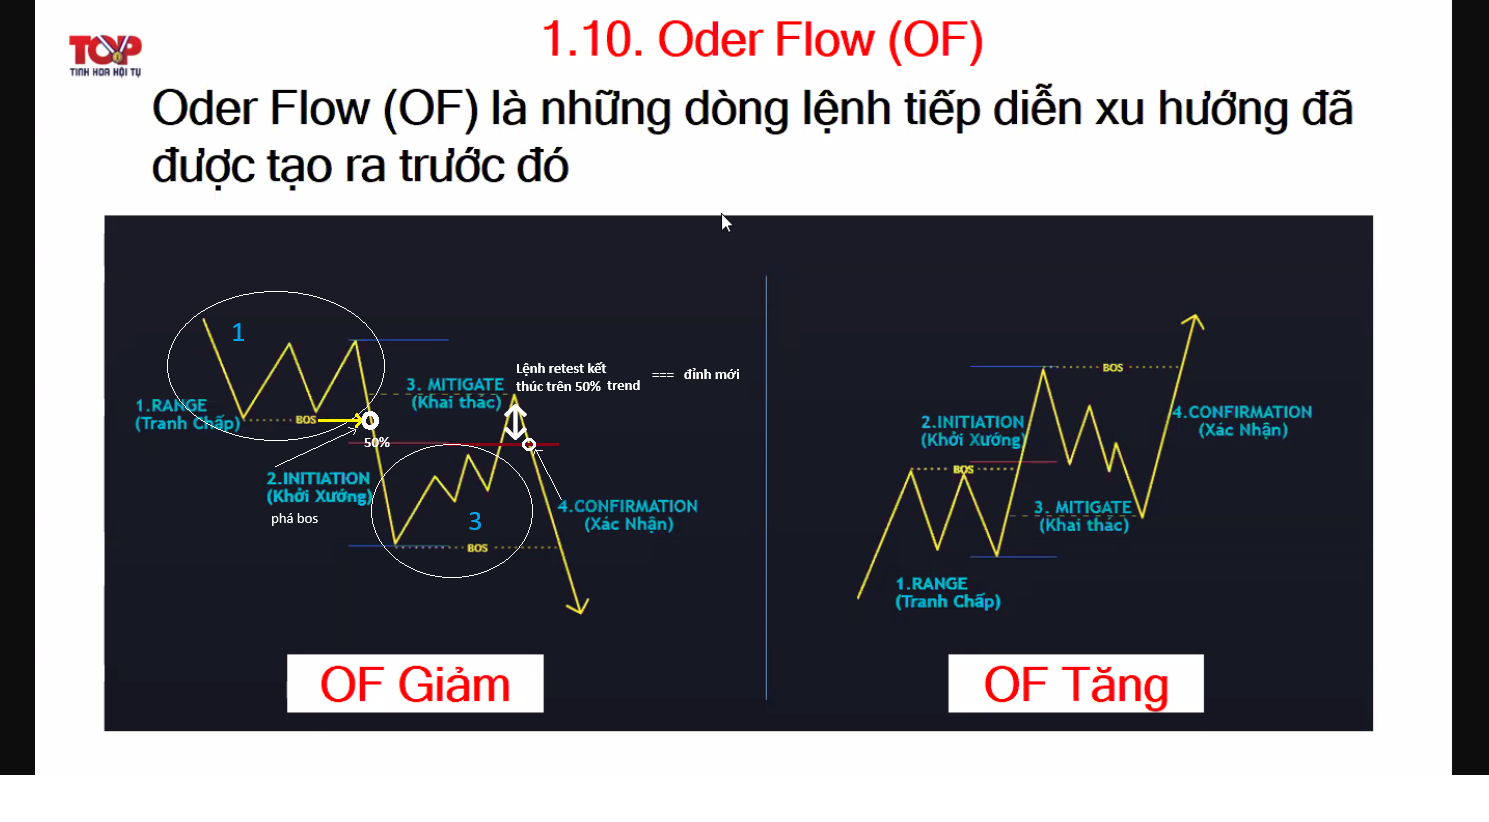 1.10. Oder Flow (OF)
TOP
TINH HOA HỘI TỤ
Oder Flow (OF) là những dòng lệnh tiếp diễn xu hướng đã
được tạo ra trước đó
1
1.RANGE
(Tranh Chấp)
BOS
50%
2.INITIATION
(Khởi Xướng)
phá bos
3. MITIGATE
(Khai thác)
Lệnh retest kết
thúc trên 50% trend
=== đỉnh mới
3
BOS
4.CONFIRMATION
(Xác Nhận)
OF Giảm
BOS
2.INITIATION
(Khởi Xướng)
4.CONFIRMATION
(Xác Nhận)
BOS
3. MITIGATE
(Khai thác)
1.RANGE
(Tranh Chấp)
OF Tăng